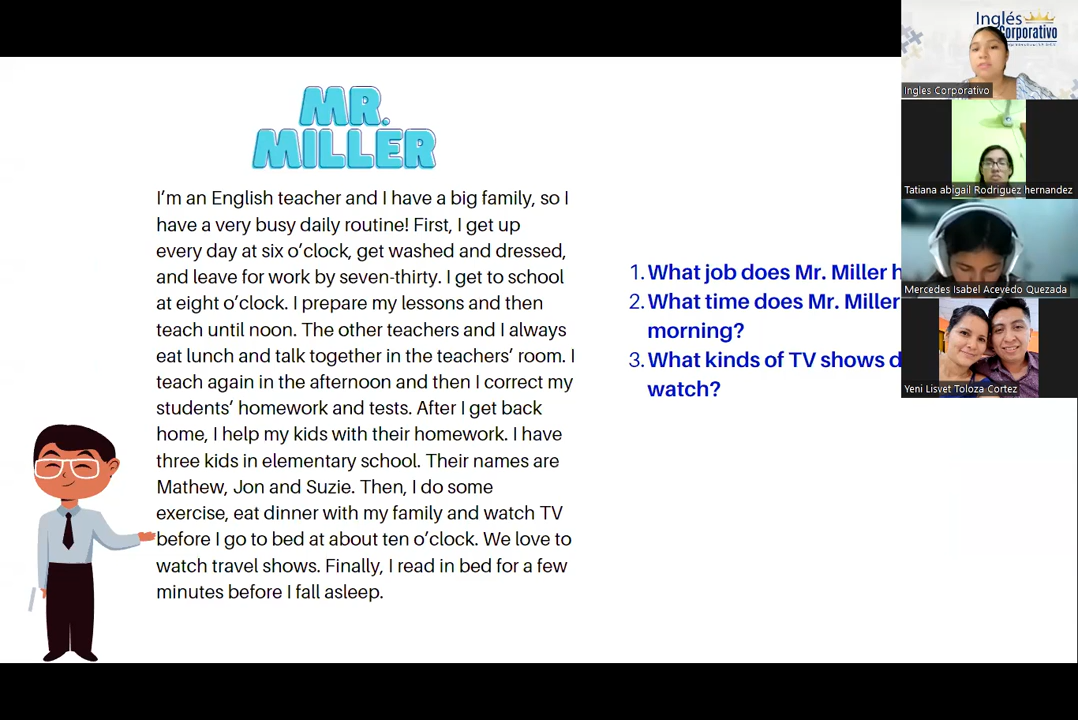 MR.
MILLER
I'm an English teacher and I have a big family, so I
have a very busy daily routine! First, I get up
every day at six o'clock, get washed and dressed,
and leave for work by seven-thirty. I get to school
at eight o'clock. I prepare my lessons and then
teach until noon. The other teachers and I always
eat lunch and talk together in the teachers' room. I
teach again in the afternoon and then I correct my
students' homework and tests. After I get back
home, I help my kids with their homework. I have
three kids in elementary school. Their names are
Mathew, Jon and Suzie. Then, I do some
exercise, eat dinner with my family and watch TV
before I go to bed at about ten o'clock. We love to
watch travel shows. Finally, I read in bed for a few
minutes before I fall asleep.
1. What job does Mr. Miller
2. What time does Mr. Miller
morning?
3. What kinds of TV shows
watch?
Inglés
Corporativo
Ingles Corporativo
Tatiana abigail Rodriguez hernandez
Mercedes Isabel Acevedo Quezada
Yeni Lisvet Toloza Cortez